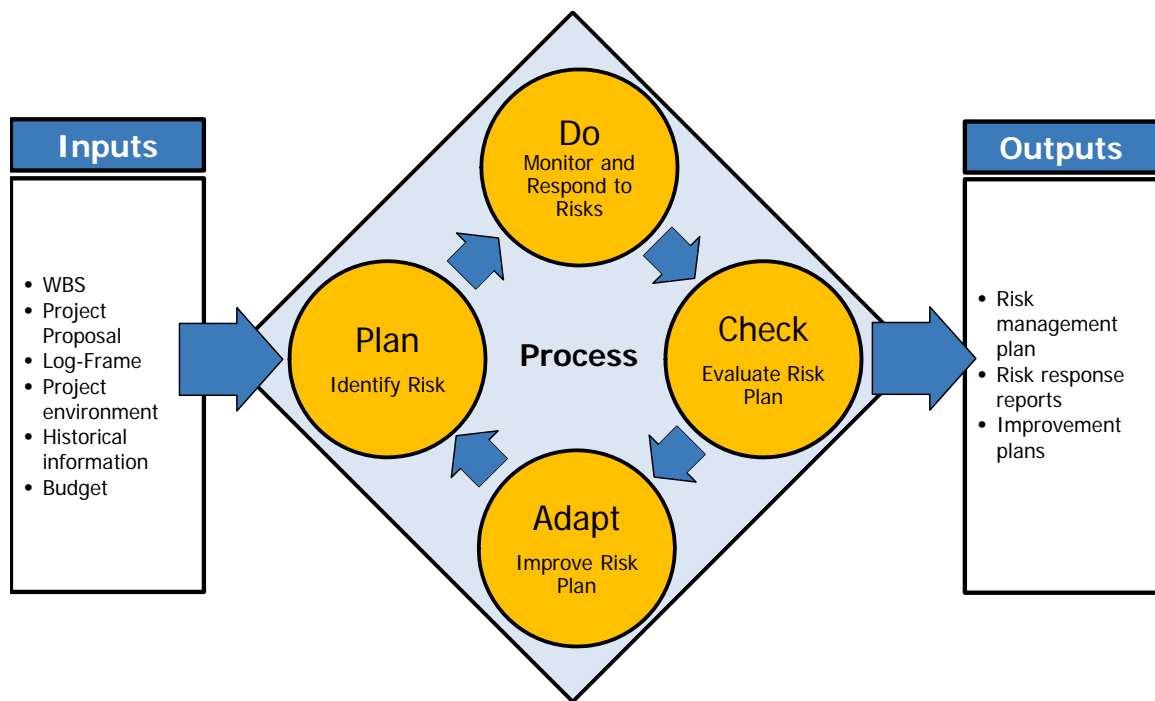 Inputs
• WBS
• Project
Proposal
• Log-Frame
• Project
environment
• Historical
information
• Budget
Do
Monitor and
Respond to
Risks
Plan
Identify Risk
Process
Check
Evaluate Risk
Plan
Adapt
Improve Risk
Plan
Outputs
• Risk
management
plan
• Risk response
reports
• Improvement
plans